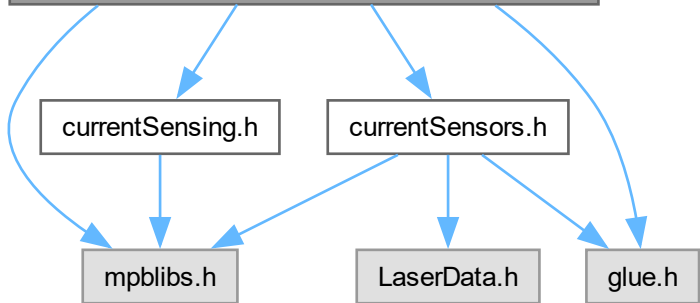 currentSensing.h
currentSensors.h
mpblibs.h
LaserData.h
glue.h